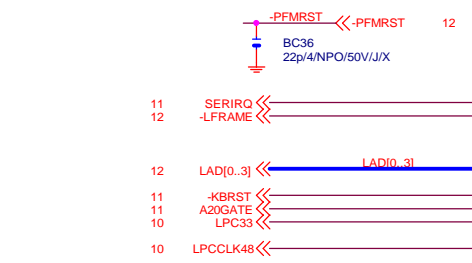 -PFMRST -PFMRST 12
BC36
22p/4/NPO/50V/J/X
11 SERIRQ
12 -LFRAME
12 LAD[0..3] LAD[0..3]
11 -KBRST
11 A20GATE
10 LPC33
10 LPCCLK48